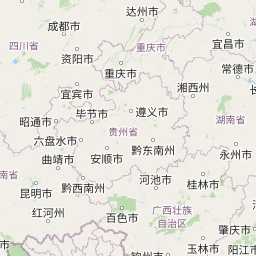 达州市
成都市
四川省
重庆市
宜昌市
资阳市
重庆市
常德市
宜宾市
湘西州
毕节市
遵义市
昭通市
湖南省
贵州省
六盘水市
安顺市
黔东南州
曲靖市
永州市
黔西南州
河池市
桂林市
昆明市
红河州
百色市
广西壮族
自治区
肇庆市
玉林市
阳江市